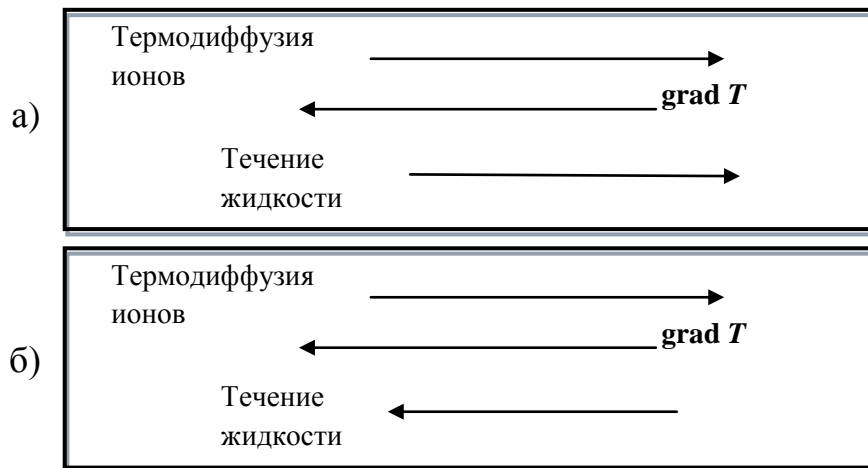 а)
Термодиффузия
ионов
grad T
Течение
жидкости
б)
Термодиффузия
ионов
grad T
Течение
жидкости